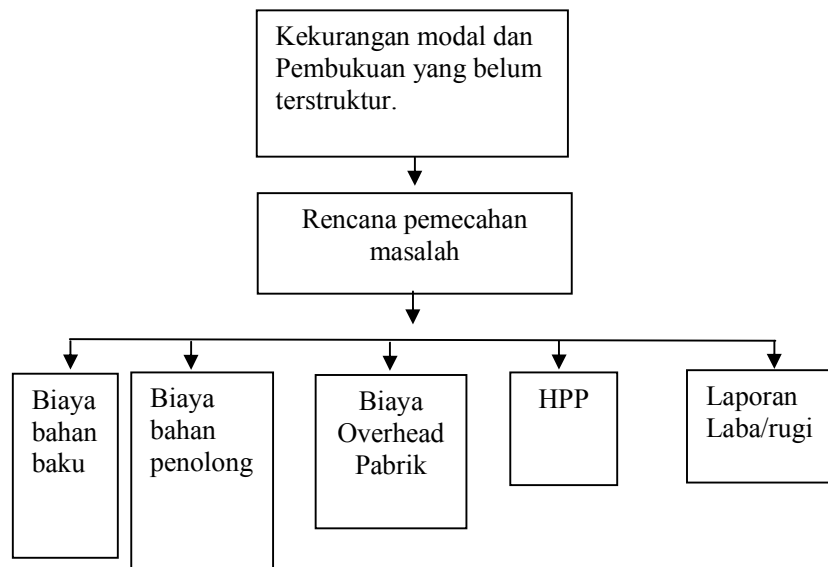 Kekurangan modal dan
Pembukuan yang belum
terstruktur.
Rencana pemecahan
masalah
Biaya
bahan
baku
Biaya
bahan
penolong
Biaya
Overhead
Pabrik
HPP
Laporan
Laba/rugi